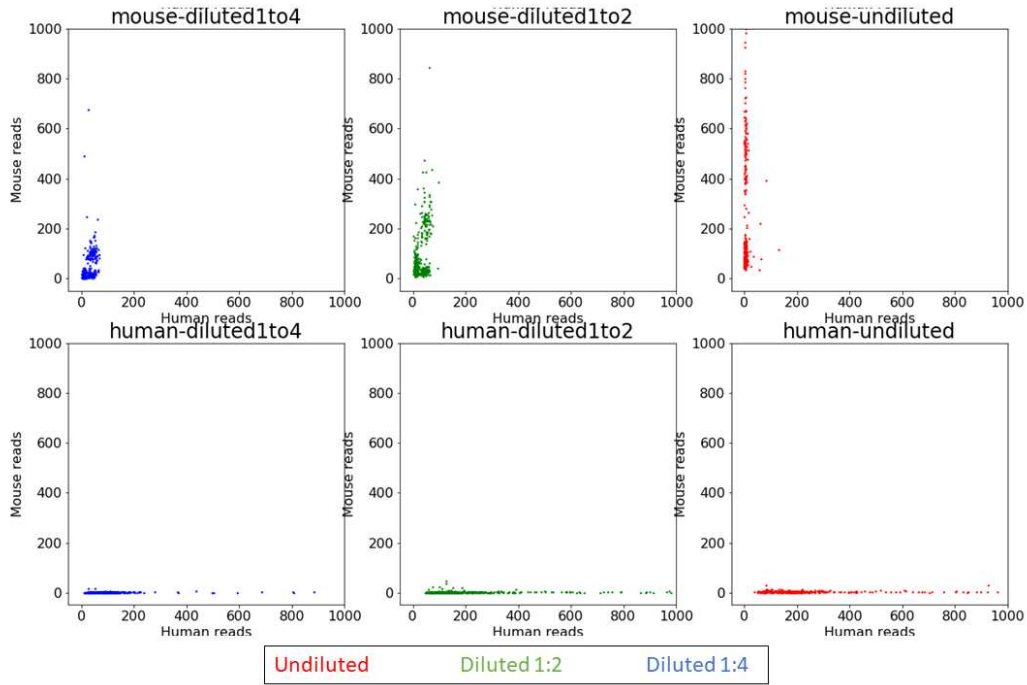 mouse-diluted1to4 mouse-diluted1to2 mouse-undiluted
1000 1000 1000
800 800 800
600 600 600
400 400 400
200 200 200
0 0 0
Mouse reads Mouse reads Mouse reads
0 200 400 600 800 1000 0 200 400 600 800 1000 0 200 400 600 800 1000
Human reads Human reads Human reads
human-diluted1to4 human-diluted1to2 human-undiluted
1000 1000 1000
800 800 800
600 600 600
400 400 400
200 200 200
0 0 0
Mouse reads Mouse reads Mouse reads
0 200 400 600 800 1000 0 200 400 600 800 1000 0 200 400 600 800 1000
Human reads Human reads Human reads
Undiluted Diluted 1:2 Diluted 1:4